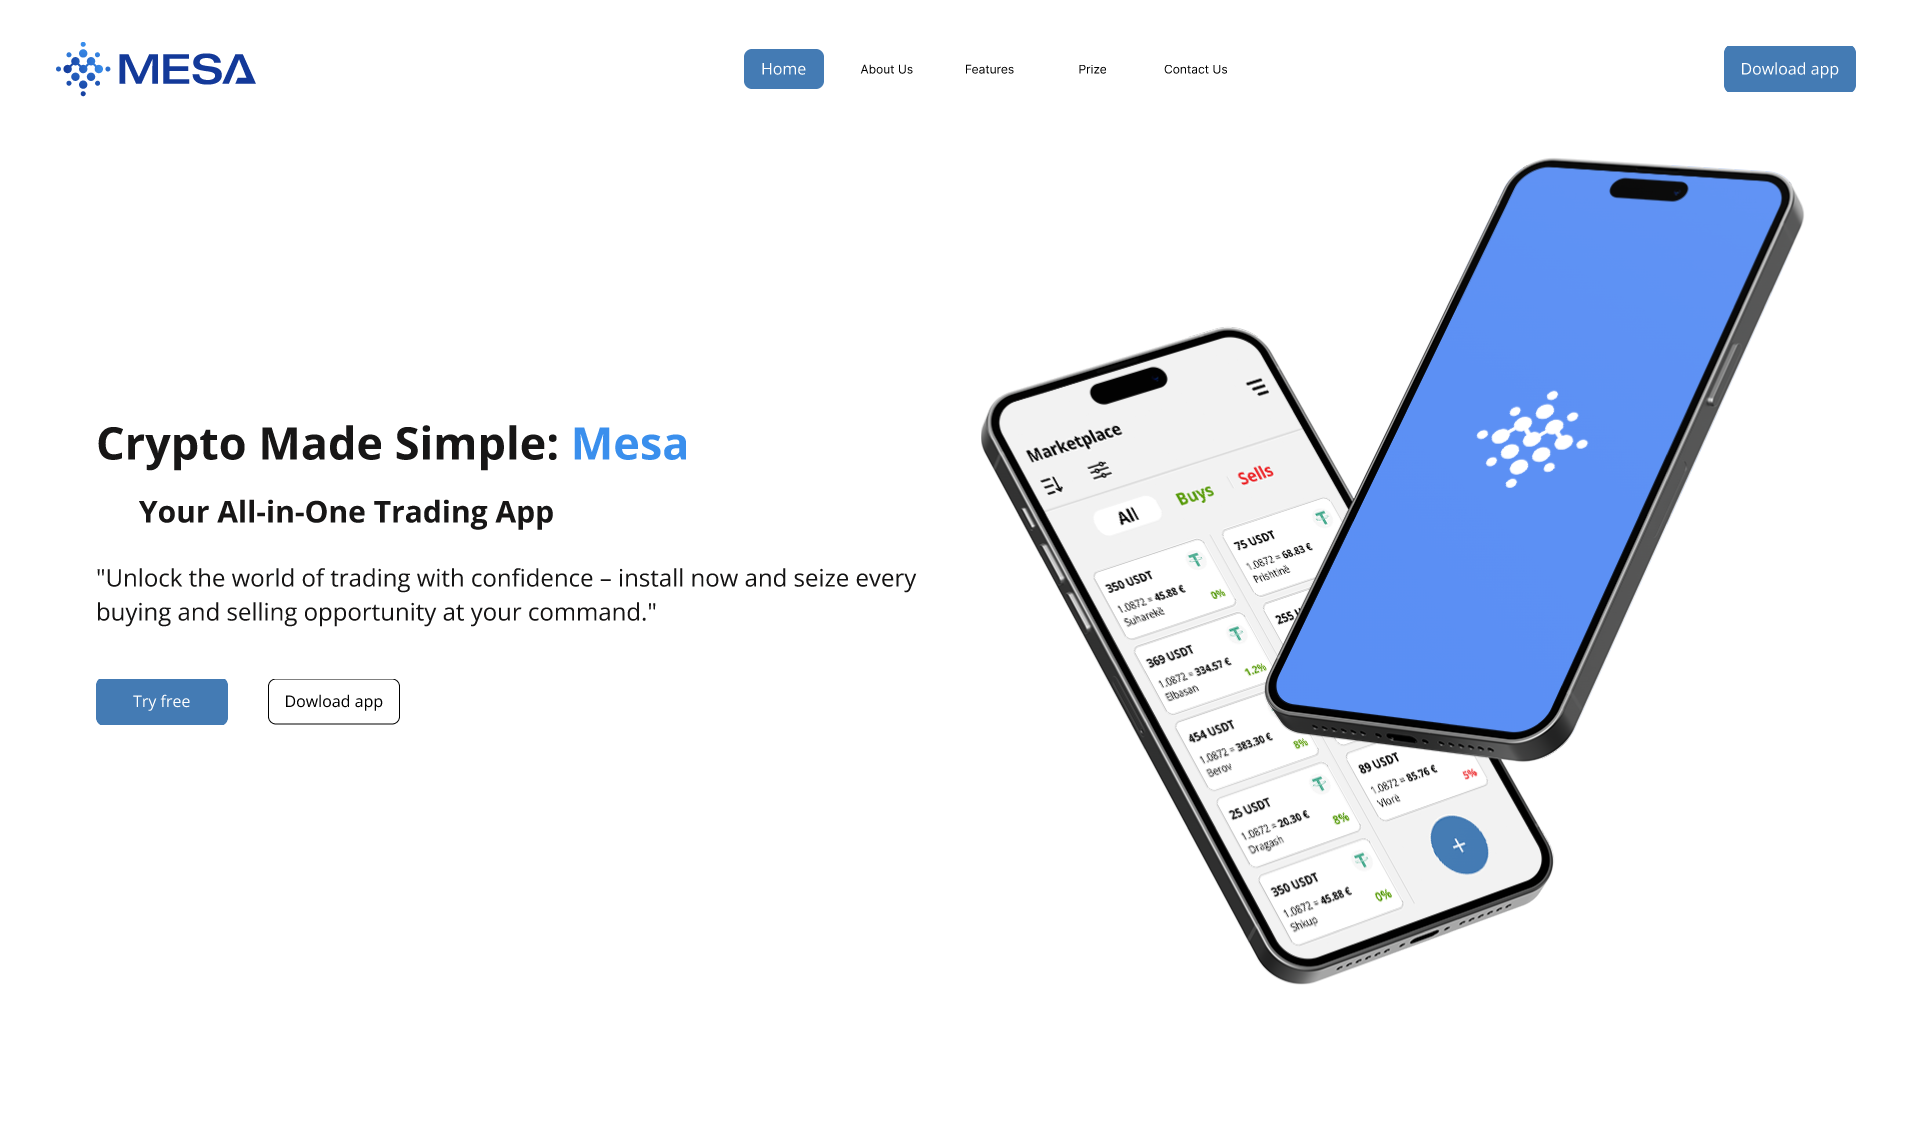 MESA
Home
About Us
Features
Prize
Contact Us
Dowload app
Crypto Made Simple: Mesa
Your All-in-One Trading App
"Unlock the world of trading with confidence – install now and seize every
buying and selling opportunity at your command."
Try free
Dowload app
Marketplace
All
Buys
Sells
350 USDT
1.0872 = 45.88 €
0%
Suharekë
75 USDT
1.0872 = 68.83 €
Prishtinë
369 USDT
1.0872 = 334.57 €
1.2%
Elbasan
255
454 USDT
1.0872 = 383.30 €
8%
Berov
25 USDT
1.0872 = 20.30 €
8%
Dragash
89 USDT
1.0872 = 85.76 €
5%
Vlorë
350 USDT
1.0872 = 45.88 €
0%
Shkup
+